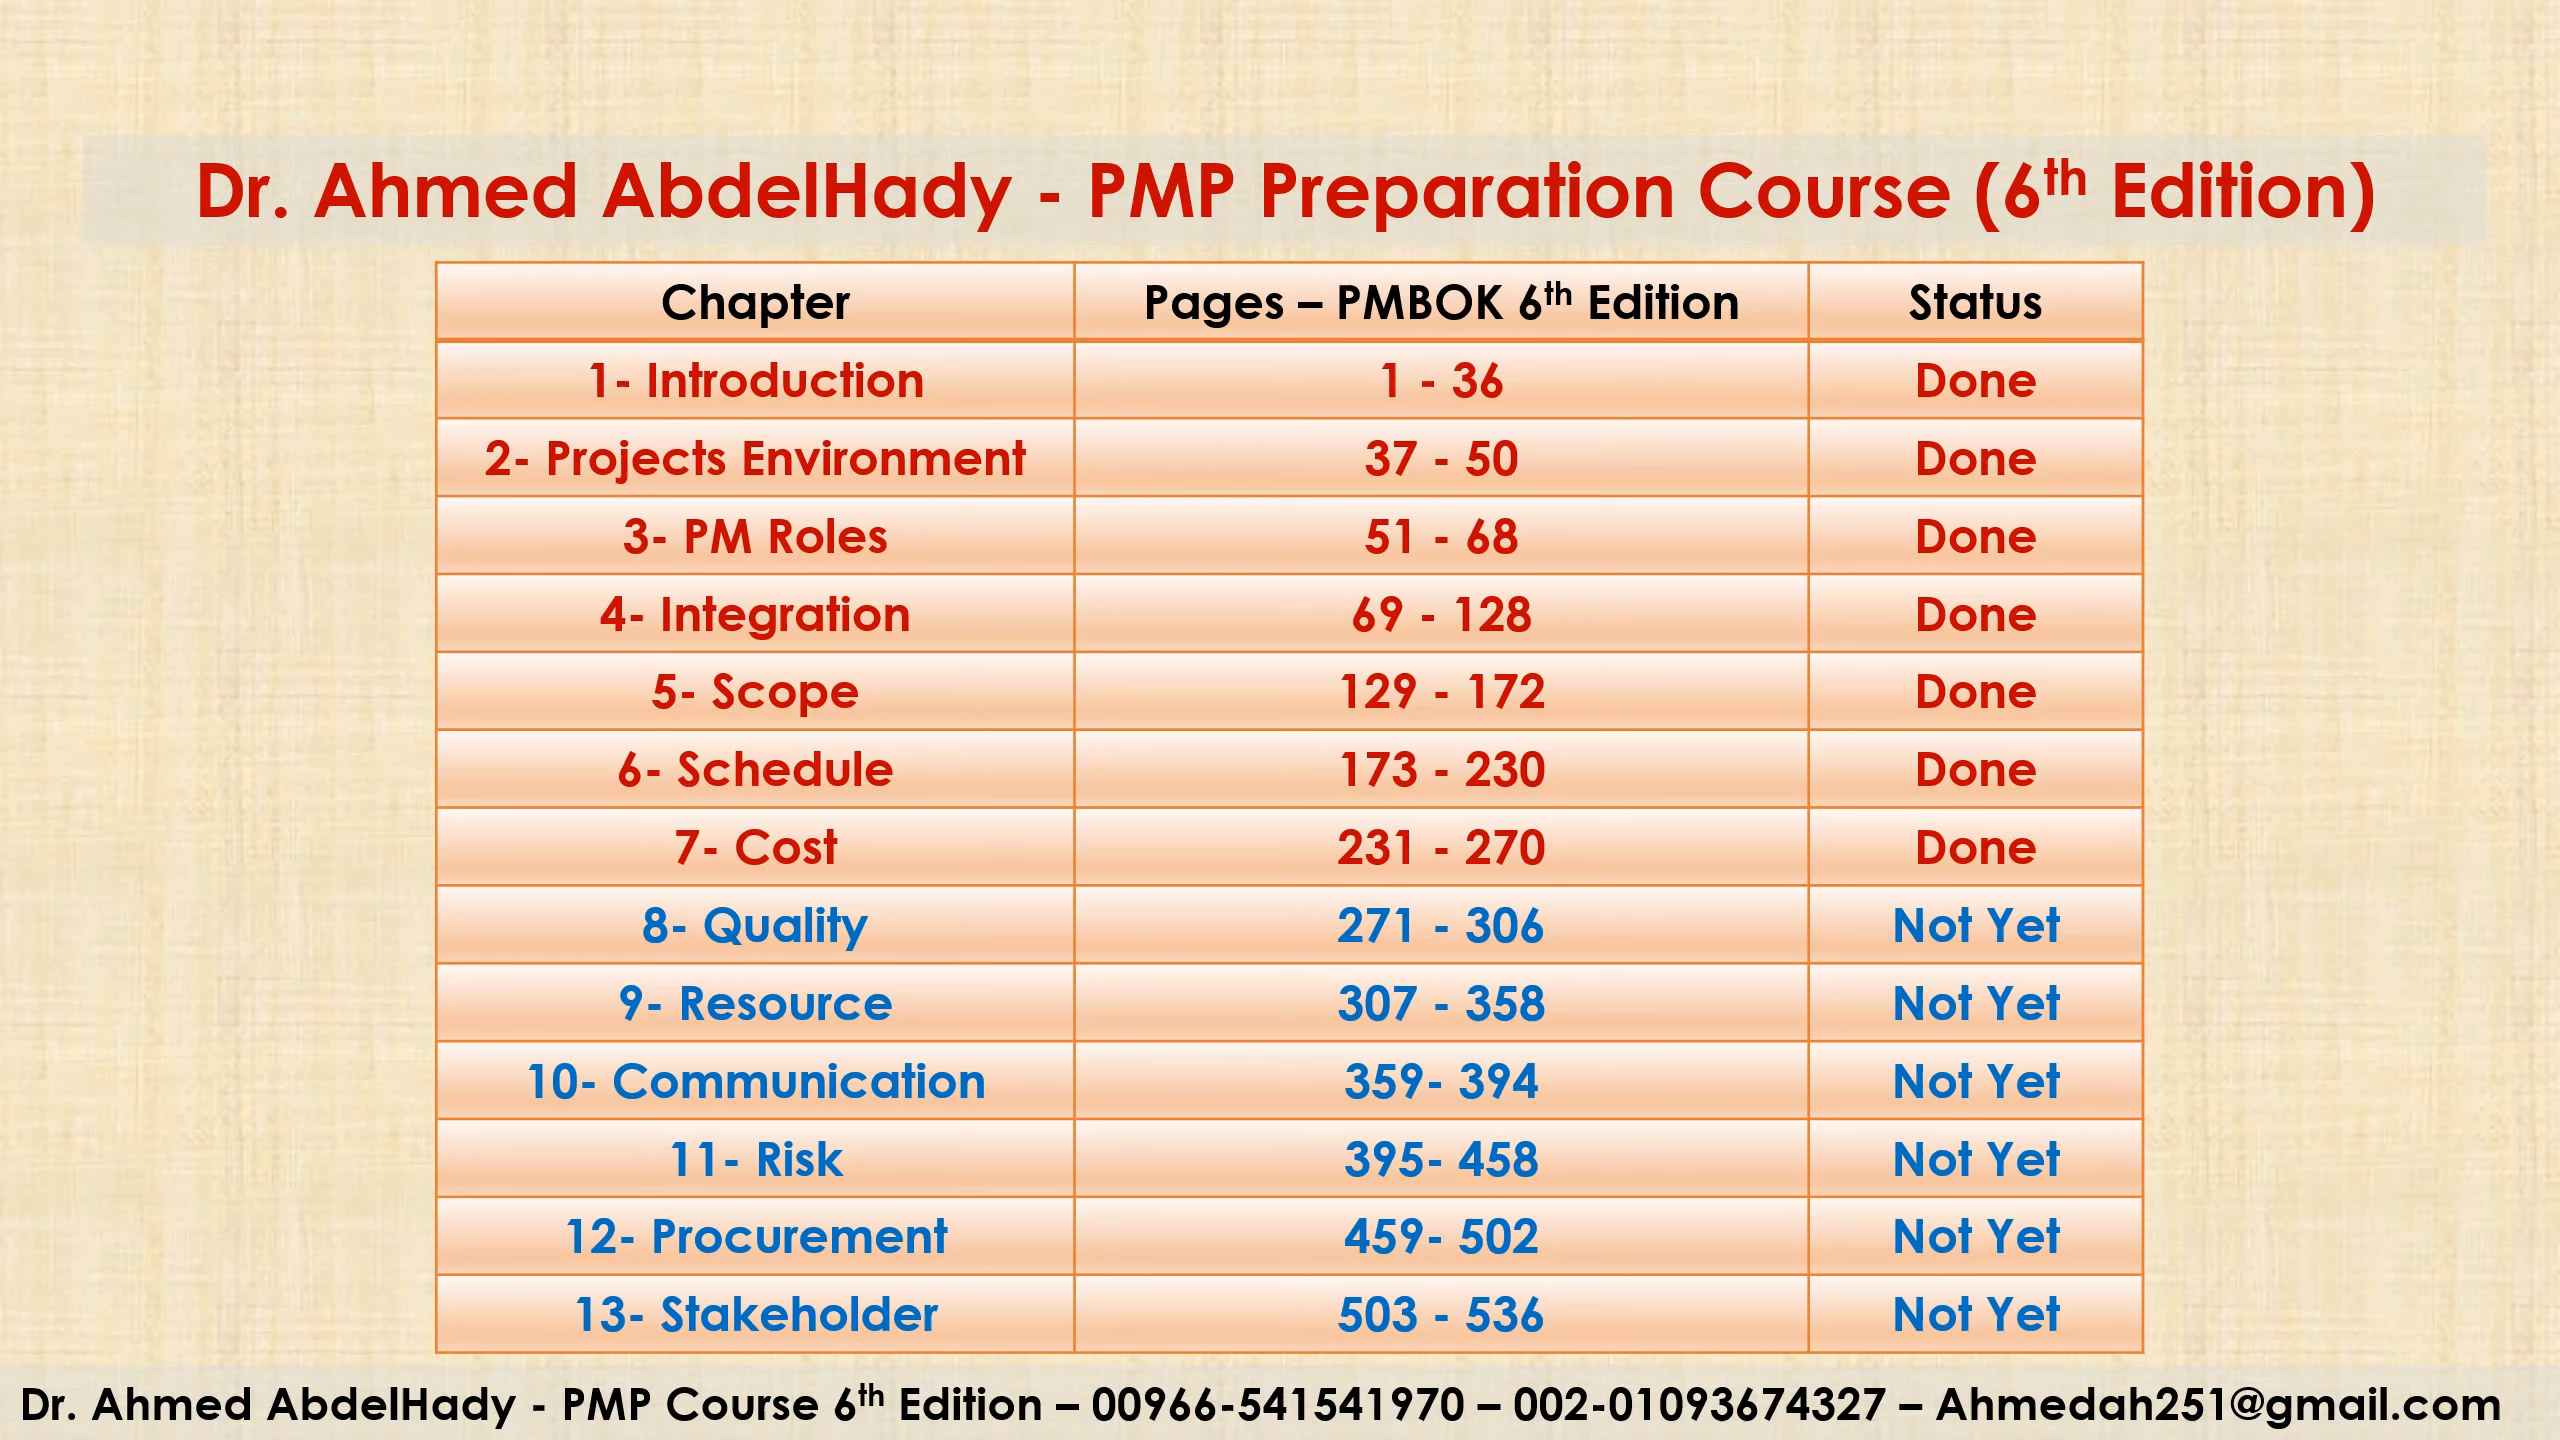 Dr. Ahmed AbdelHady - PMP Preparation Course (6th Edition)
Chapter Pages – PMBOK 6th Edition Status
1- Introduction 1 - 36 Done
2- Projects Environment 37 - 50 Done
3- PM Roles 51 - 68 Done
4- Integration 69 - 128 Done
5- Scope 129 - 172 Done
6- Schedule 173 - 230 Done
7- Cost 231 - 270 Done
8- Quality 271 - 306 Not Yet
9- Resource 307 - 358 Not Yet
10- Communication 359- 394 Not Yet
11- Risk 395- 458 Not Yet
12- Procurement 459- 502 Not Yet
13- Stakeholder 503 - 536 Not Yet
Dr. Ahmed AbdelHady - PMP Course 6th Edition – 00966-541541970 – 002-01093674327 – Ahmedah251@gmail.com